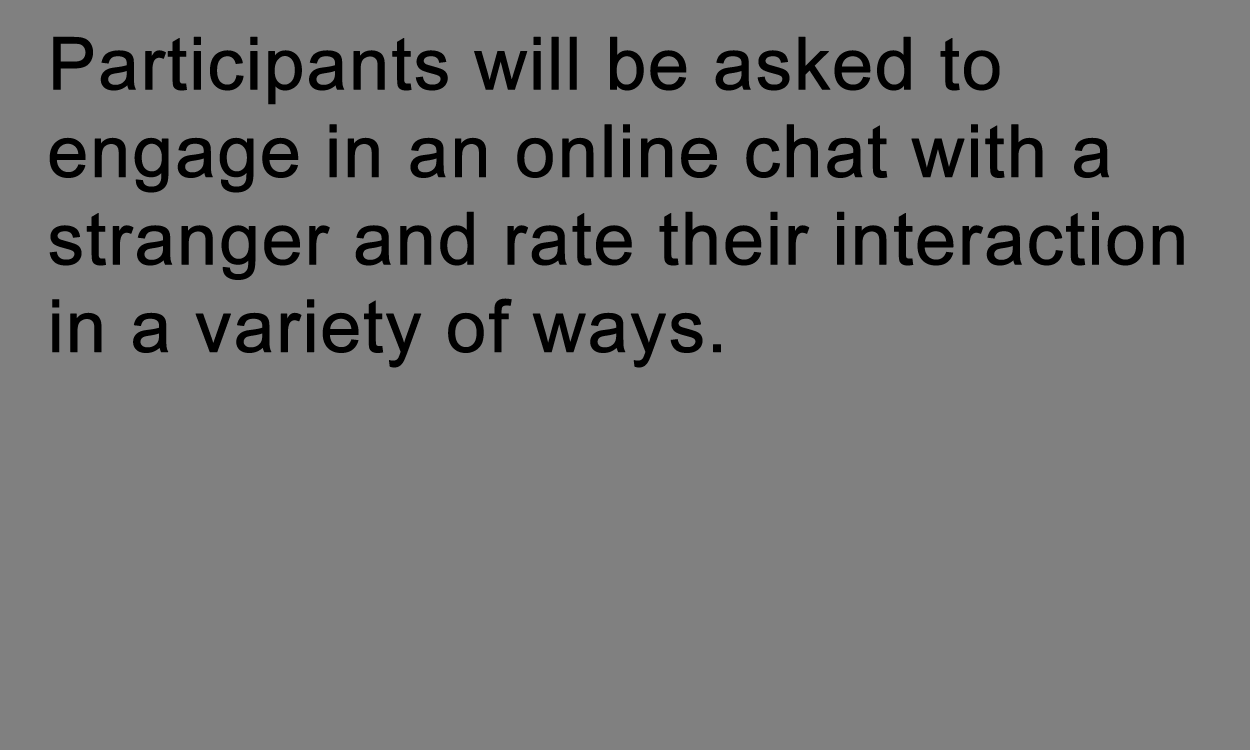 Participants will be asked to
engage in an online chat with a
stranger and rate their interaction
in a variety of ways.